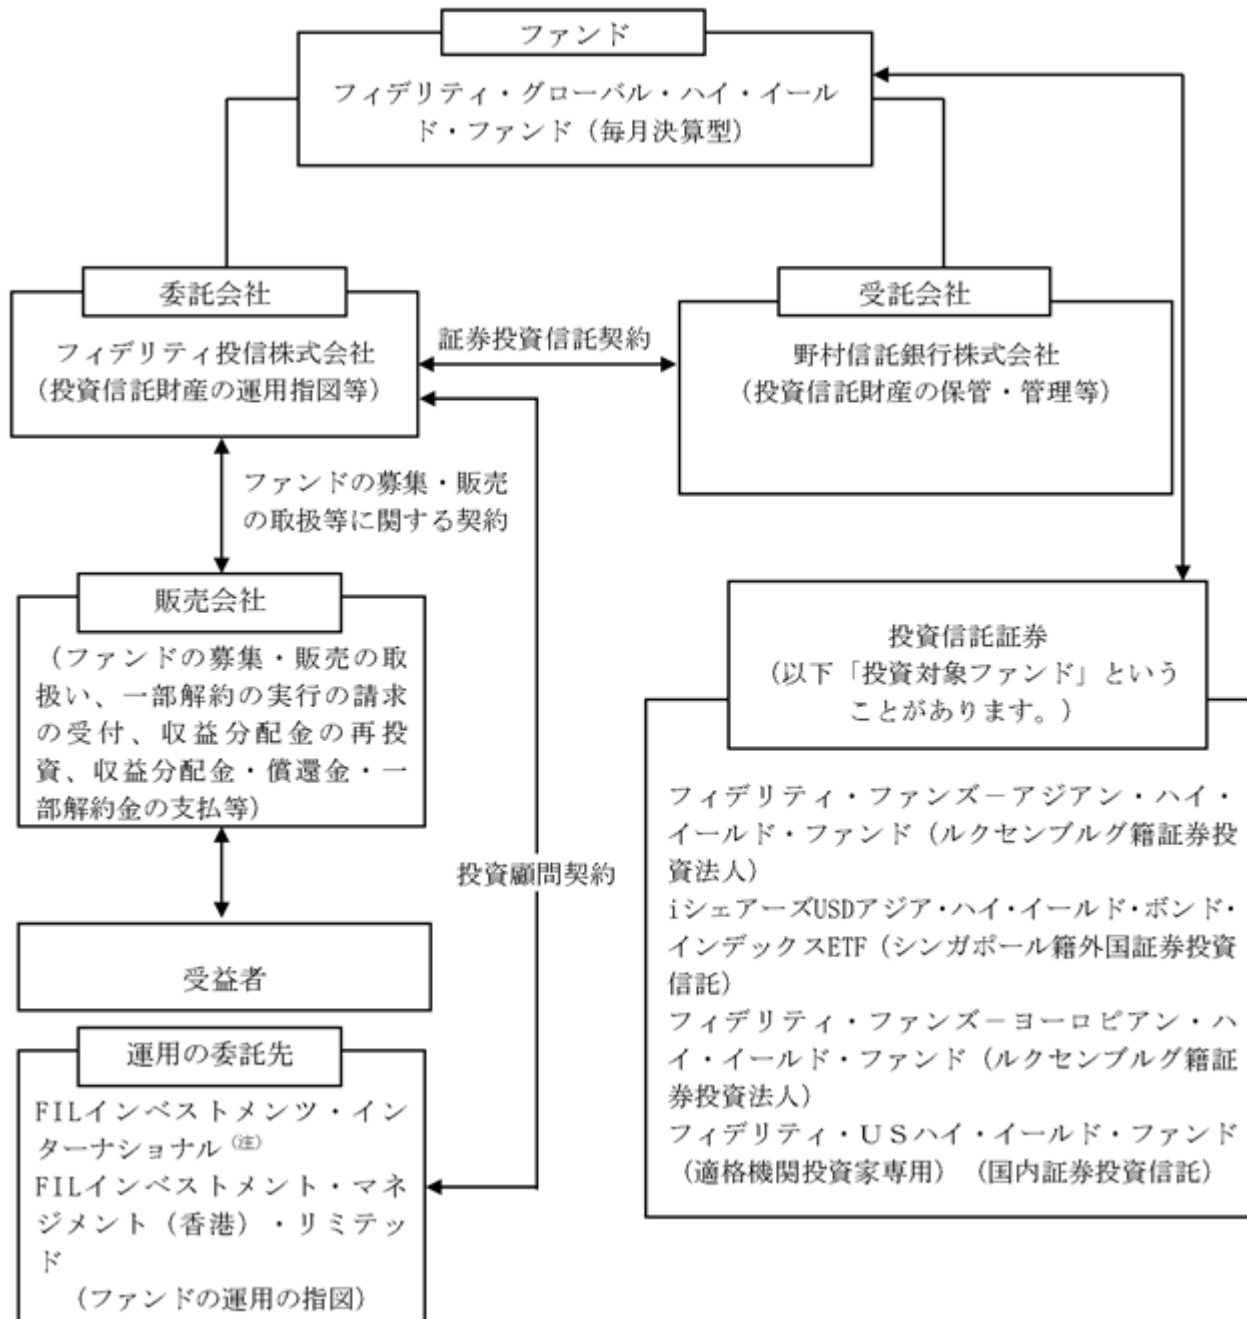 ファンド
フィデリティ・グローバル・ハイ・イール
ド・ファンド（毎月決算型）
委託会社
フィデリティ投信株式会社
（投資信託財産の運用指図等）
証券投資信託契約
受託会社
野村信託銀行株式会社
（投資信託財産の保管・管理等）
ファンドの募集・販売
の取扱等に関する契約
販売会社
（ファンドの募集・販売の取
扱い、一部解約の実行の請求
の受付、収益分配金の再投
資、収益分配金・償還金・一
部解約金の支払等）
投資顧問契約
受益者
運用の委託先
FILインベストメンツ・イン
ターナショナル（注）
FILインベストメント・マネ
ジメント（香港）・リミテッ
ド
（ファンドの運用の指図）
投資信託証券
（以下「投資対象ファンド」という
ことがあります。）
フィデリティ・ファンズ－アジアン・ハイ・
イールド・ファンド（ルクセンブルグ籍証券投
資法人）
iシェアーズUSDアジア・ハイ・イールド・ボンド・
インデックスETF（シンガポール籍外国証券投資
信託）
フィデリティ・ファンズ－ヨーロピアン・ハ
イ・イールド・ファンド（ルクセンブルグ籍証
券投資法人）
フィデリティ・ＵＳハイ・イールド・ファンド
（適格機関投資家専用）（国内証券投資信託）